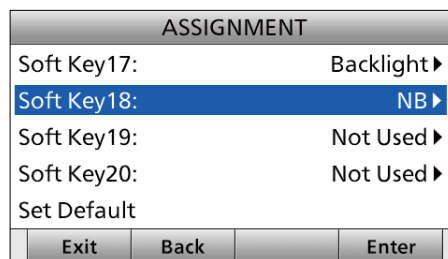 ASSIGNMENT
Soft Key17: Backlight▶
Soft Key18: NB▶
Soft Key19: Not Used▶
Soft Key20: Not Used▶
Set Default
Exit Back Enter